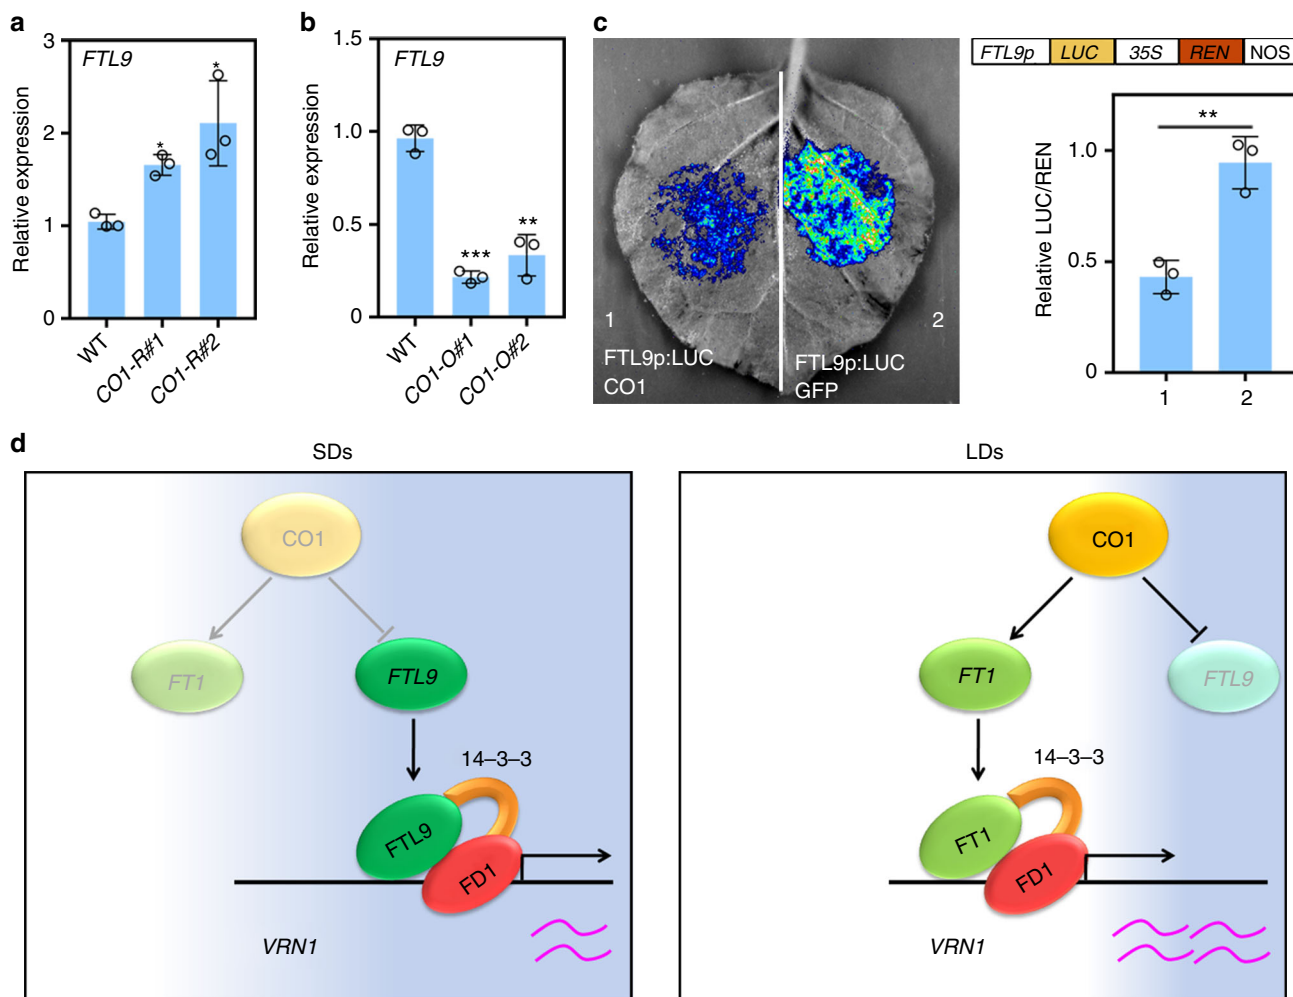 a
FTL9
Relative expression
3
2
1
0
*
*
WT
CO1-R#1
CO1-R#2
b
FTL9
Relative expression
1.5
1.0
0.5
0
***
**
WT
CO1-O#1
CO1-O#2
c
1
FTL9p:LUC
CO1
2
FTL9p:LUC
GFP
FTL9p LUC 35S REN NOS
Relative LUC/REN
**
1.0
0.5
0
1 2
d
SDs
CO1
FT1
FTL9
14–3–3
FTL9
FD1
VRN1
LDs
CO1
FT1
FTL9
14–3–3
FT1
FD1
VRN1